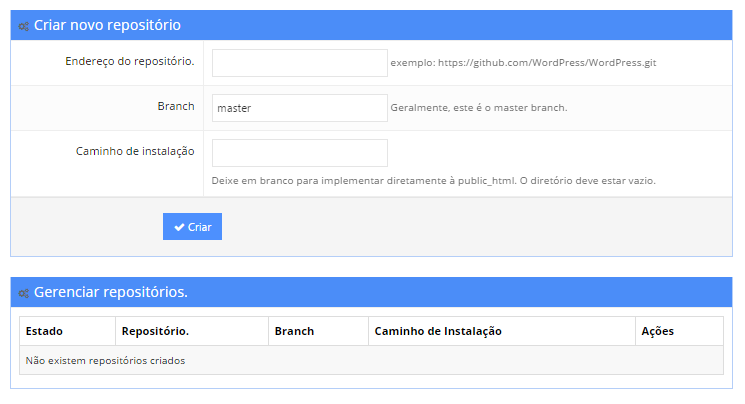 Criar novo repositório
Endereço do repositório.
exemplo: https://github.com/WordPress/WordPress.git
Branch
master
Geralmente, este é o master branch.
Caminho de instalação
Deixe em branco para implementar diretamente à public_html. O diretório deve estar vazio.
Criar
Gerenciar repositórios.
Estado Repositório. Branch Caminho de Instalação Ações
Não existem repositórios criados